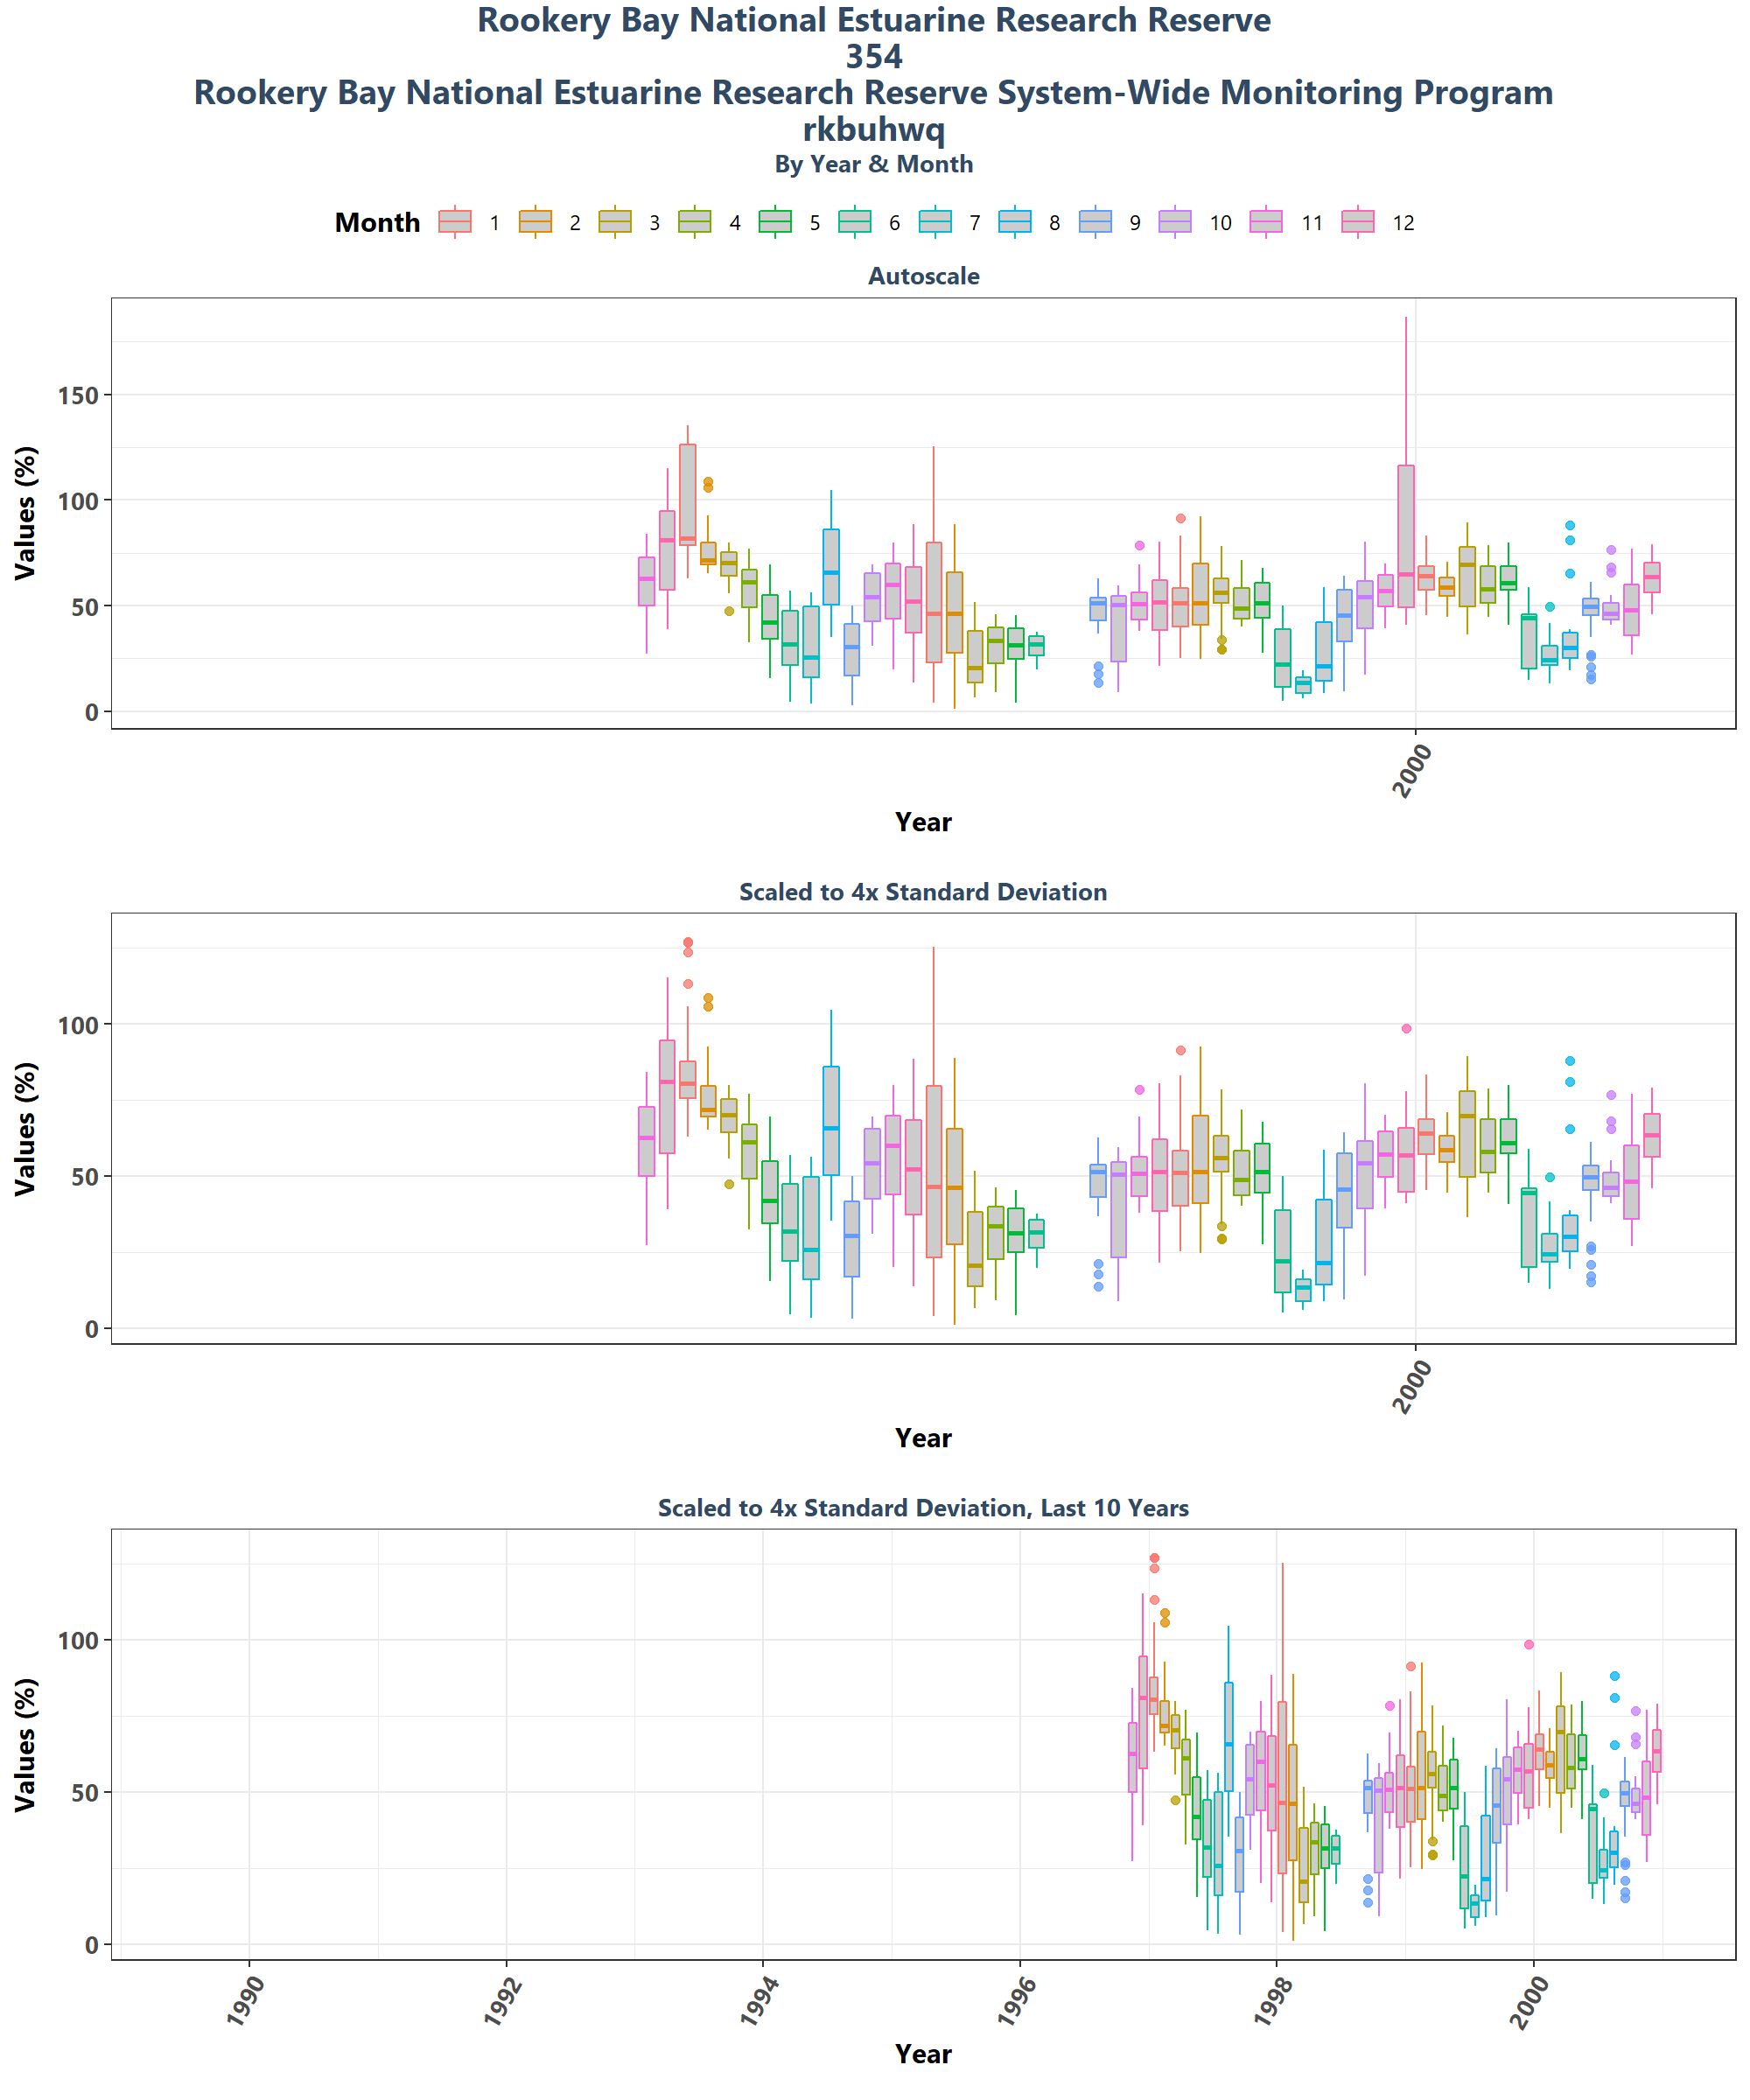 Rookery Bay National Estuarine Research Reserve
354
Rookery Bay National Estuarine Research Reserve System-Wide Monitoring Program
rkbuhwq
By Year & Month
Month 1 2 3 4 5 6 7 8 9 10 11 12
Autoscale
Values (%)
150
100
50
0
2000
Year
Scaled to 4x Standard Deviation
Values (%)
100
50
0
2000
Year
Scaled to 4x Standard Deviation, Last 10 Years
Values (%)
100
50
0
1990 1992 1994 1996 1998 2000
Year